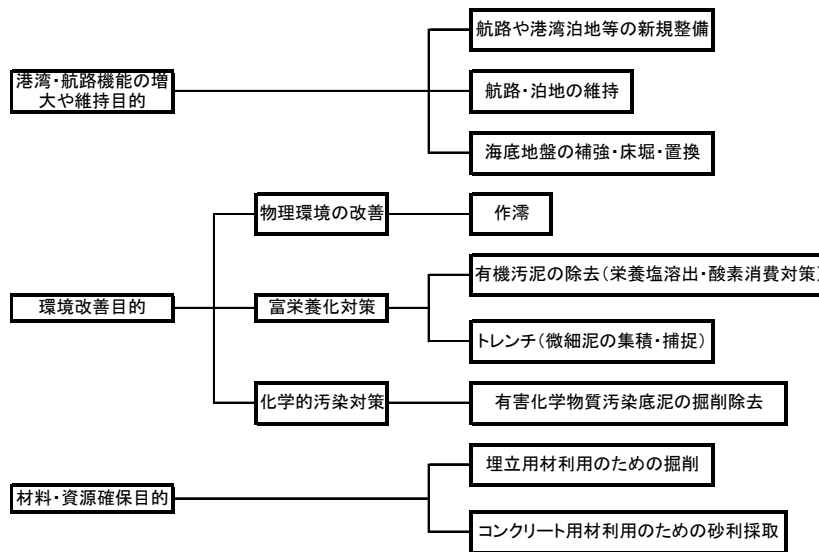 航路や港湾泊地等の新規整備
港湾・航路機能の増
大や維持目的
航路・泊地の維持
海底地盤の補強・床堀・置換
物理環境の改善
作澪
有機汚泥の除去(栄養塩溶出・酸素消費対策)
環境改善目的
富栄養化対策
トレンチ(微細泥の集積・捕捉)
化学的汚染対策
有害化学物質汚染底泥の掘削除去
埋立用材利用のための掘削
材料・資源確保目的
コンクリート用材利用のための砂利採取